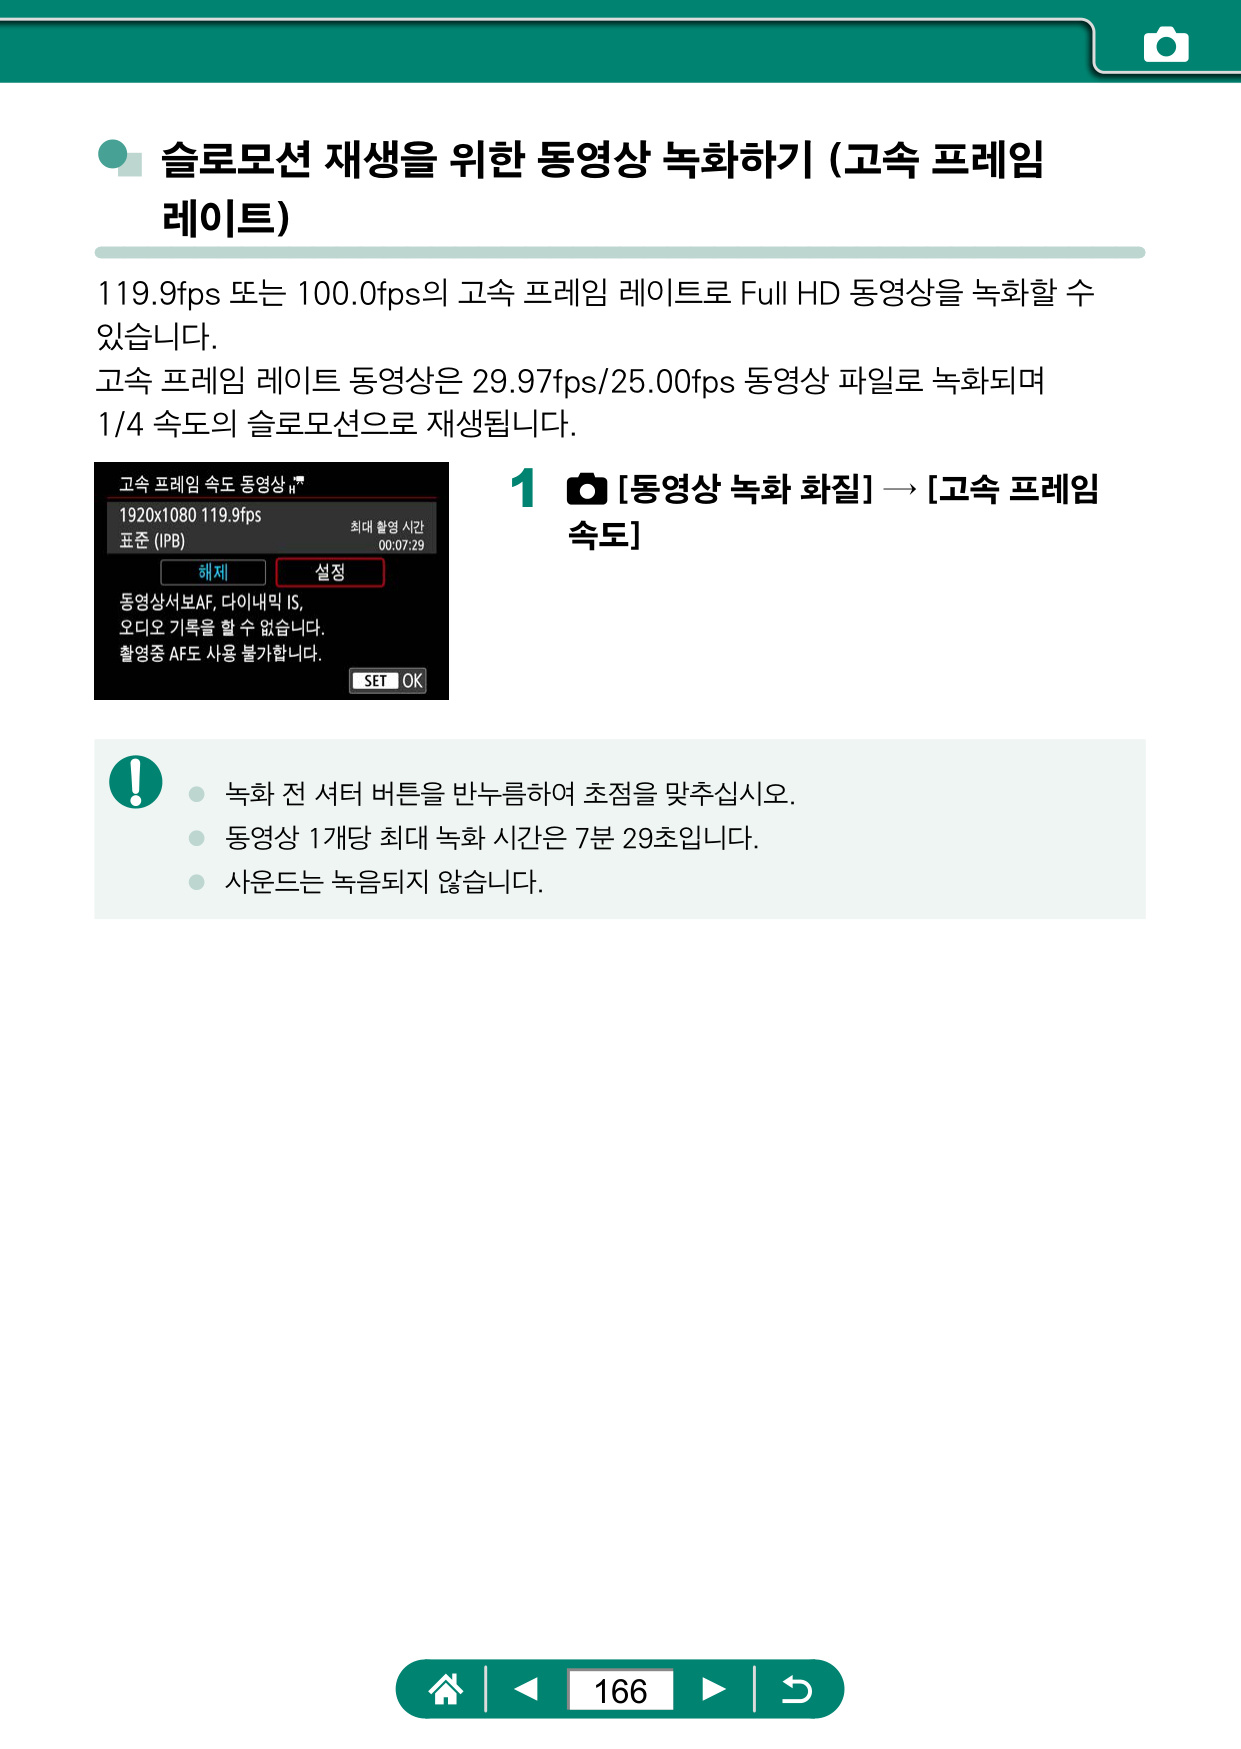 슬로모션 재생을 위한 동영상 녹화하기 (고속 프레임
레이트)
119.9fps 또는 100.0fps의 고속 프레임 레이트로 Full HD 동영상을 녹화할 수
있습니다.
고속 프레임 레이트 동영상은 29.97fps/25.00fps 동영상 파일로 녹화되며
1/4 속도의 슬로모션으로 재생됩니다.
고속 프레임 속도 동영상 H
1920x1080 119.9fps
표준 (IPB)
최대 촬영 시간
00:07:29
해제
설정
동영상서보AF, 다이내믹 IS,
오디오 기록을 할 수 없습니다.
촬영중 AF도 사용 불가합니다.
SET OK
1 [동영상 녹화 화질] → [고속 프레임
속도]
녹화 전 셔터 버튼을 반누름하여 초점을 맞추십시오.
동영상 1개당 최대 녹화 시간은 7분 29초입니다.
사운드는 녹음되지 않습니다.
166